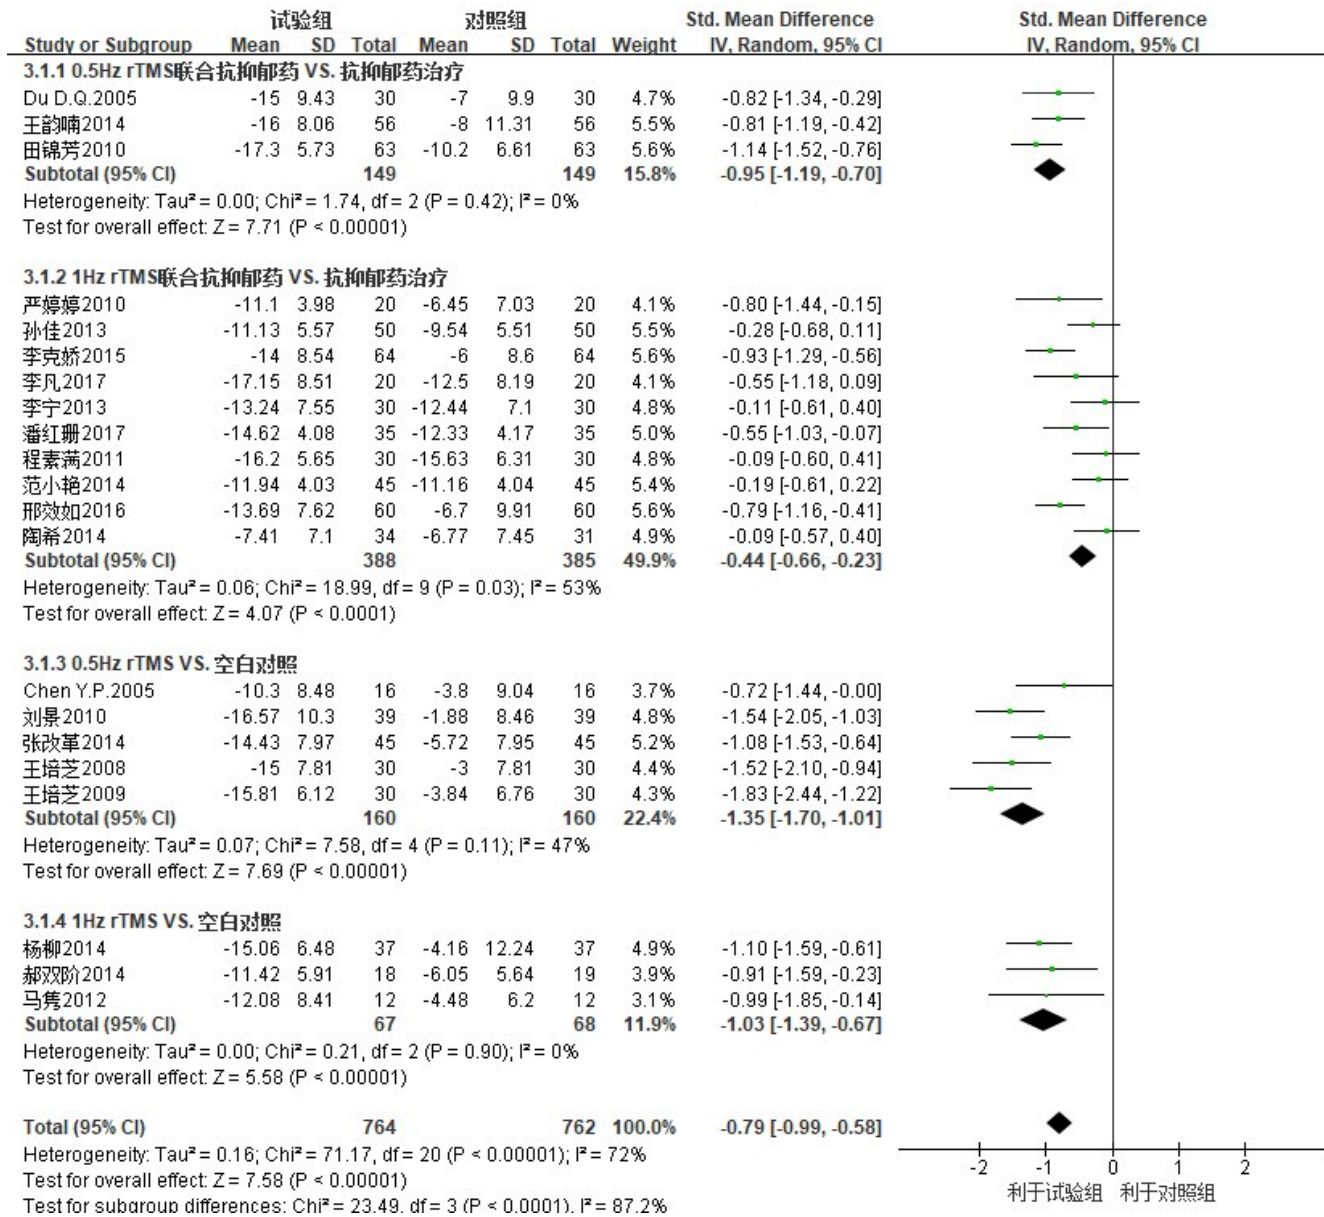 试验组 对照组 Std. Mean Difference Std. Mean Difference
Study or Subgroup Mean SD Total Mean SD Total Weight IV, Random, 95% CI IV, Random, 95% CI
3.1.1 0.5Hz rTMS联合抗抑郁药 VS. 抗抑郁药治疗
Du D.Q.2005 -15 9.43 30 -7 9.9 30 4.7% -0.82 [-1.34, -0.29]
王韵喃2014 -16 8.06 56 -8 11.31 56 5.5% -0.81 [-1.19, -0.42]
田锦芳2010 -17.3 5.73 63 -10.2 6.61 63 5.6% -1.14 [-1.52, -0.76]
Subtotal (95% CI) 149 149 15.8% -0.95 [-1.19, -0.70]
Heterogeneity: Tau² = 0.00; Chi² = 1.74, df = 2 (P = 0.42); I² = 0%
Test for overall effect: Z = 7.71 (P < 0.00001)
3.1.2 1Hz rTMS联合抗抑郁药 VS. 抗抑郁药治疗
严婷婷2010 -11.1 3.98 20 -6.45 7.03 20 4.1% -0.80 [-1.44, -0.15]
孙佳2013 -11.13 5.57 50 -9.54 5.51 50 5.5% -0.28 [-0.68, 0.11]
李克娇2015 -14 8.54 64 -6 8.6 64 5.6% -0.93 [-1.29, -0.56]
李凡2017 -17.15 8.51 20 -12.5 8.19 20 4.1% -0.55 [-1.18, 0.09]
李宁2013 -13.24 7.55 30 -12.44 7.1 30 4.8% -0.11 [-0.61, 0.40]
潘红珊2017 -14.62 4.08 35 -12.33 4.17 35 5.0% -0.55 [-1.03, -0.07]
程素满2011 -16.2 5.65 30 -15.63 6.31 30 4.8% -0.09 [-0.60, 0.41]
范小艳2014 -11.94 4.03 45 -11.16 4.04 45 5.4% -0.19 [-0.61, 0.22]
邢效如2016 -13.69 7.62 60 -6.7 9.91 60 5.6% -0.79 [-1.16, -0.41]
陶希2014 -7.41 7.1 34 -6.77 7.45 31 4.9% -0.09 [-0.57, 0.40]
Subtotal (95% CI) 388 385 49.9% -0.44 [-0.66, -0.23]
Heterogeneity: Tau² = 0.06; Chi² = 18.99, df = 9 (P = 0.03); I² = 53%
Test for overall effect: Z = 4.07 (P < 0.0001)
3.1.3 0.5Hz rTMS VS. 空白对照
Chen Y.P.2005 -10.3 8.48 16 -3.8 9.04 16 3.7% -0.72 [-1.44, -0.00]
刘景2010 -16.57 10.3 39 -1.88 8.46 39 4.8% -1.54 [-2.05, -1.03]
张改革2014 -14.43 7.97 45 -5.72 7.95 45 5.2% -1.08 [-1.53, -0.64]
王培芝2008 -15 7.81 30 -3 7.81 30 4.4% -1.52 [-2.10, -0.94]
王培芝2009 -15.81 6.12 30 -3.84 6.76 30 4.3% -1.83 [-2.44, -1.22]
Subtotal (95% CI) 160 160 22.4% -1.35 [-1.70, -1.01]
Heterogeneity: Tau² = 0.07; Chi² = 7.58, df = 4 (P = 0.11); I² = 47%
Test for overall effect: Z = 7.69 (P < 0.00001)
3.1.4 1Hz rTMS VS. 空白对照
杨柳2014 -15.06 6.48 37 -4.16 12.24 37 4.9% -1.10 [-1.59, -0.61]
郝双阶2014 -11.42 5.91 18 -6.05 5.64 19 3.9% -0.91 [-1.59, -0.23]
马隽2012 -12.08 8.41 12 -4.48 6.2 12 3.1% -0.99 [-1.85, -0.14]
Subtotal (95% CI) 67 68 11.9% -1.03 [-1.39, -0.67]
Heterogeneity: Tau² = 0.00; Chi² = 0.21, df = 2 (P = 0.90); I² = 0%
Test for overall effect: Z = 5.58 (P < 0.00001)
Total (95% CI) 764 762 100.0% -0.79 [-0.99, -0.58]
Heterogeneity: Tau² = 0.16; Chi² = 71.17, df = 20 (P < 0.00001); I² = 72%
Test for overall effect: Z = 7.58 (P < 0.00001)
Test for subgroup differences: Chi² = 23.49, df = 3 (P < 0.0001), I² = 87.2%
-2 -1 0 1 2
利于试验组 利于对照组